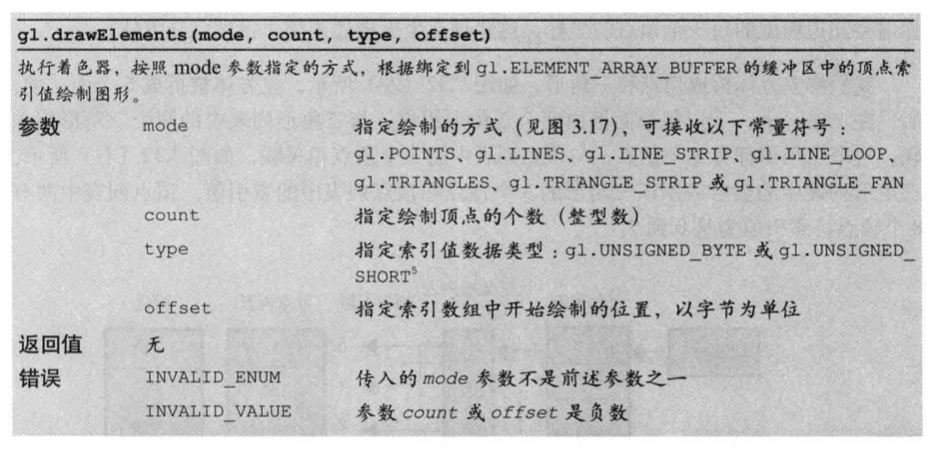 gl.drawElements(mode, count, type, offset)
执行着色器，按照 mode 参数指定的方式，根据绑定到 gl.ELEMENT_ARRAY_BUFFER 的缓冲区中的顶点索
引值绘制图形。
参数 mode 指定绘制的方式（见图 3.17），可接收以下常量符号：
gl.POINTS、gl.LINES、gl.LINE_STRIP、gl.LINE_LOOP、
gl.TRIANGLES、gl.TRIANGLE_STRIP 或 gl.TRIANGLE_FAN
count 指定绘制顶点的个数（整型数）
type 指定索引值数据类型：gl.UNSIGNED_BYTE 或 gl.UNSIGNED_
SHORT⁵
offset 指定索引数组中开始绘制的位置，以字节为单位
返回值 无
错误 INVALID_ENUM 传入的 mode 参数不是前述参数之一
INVALID_VALUE 参数 count 或 offset 是负数